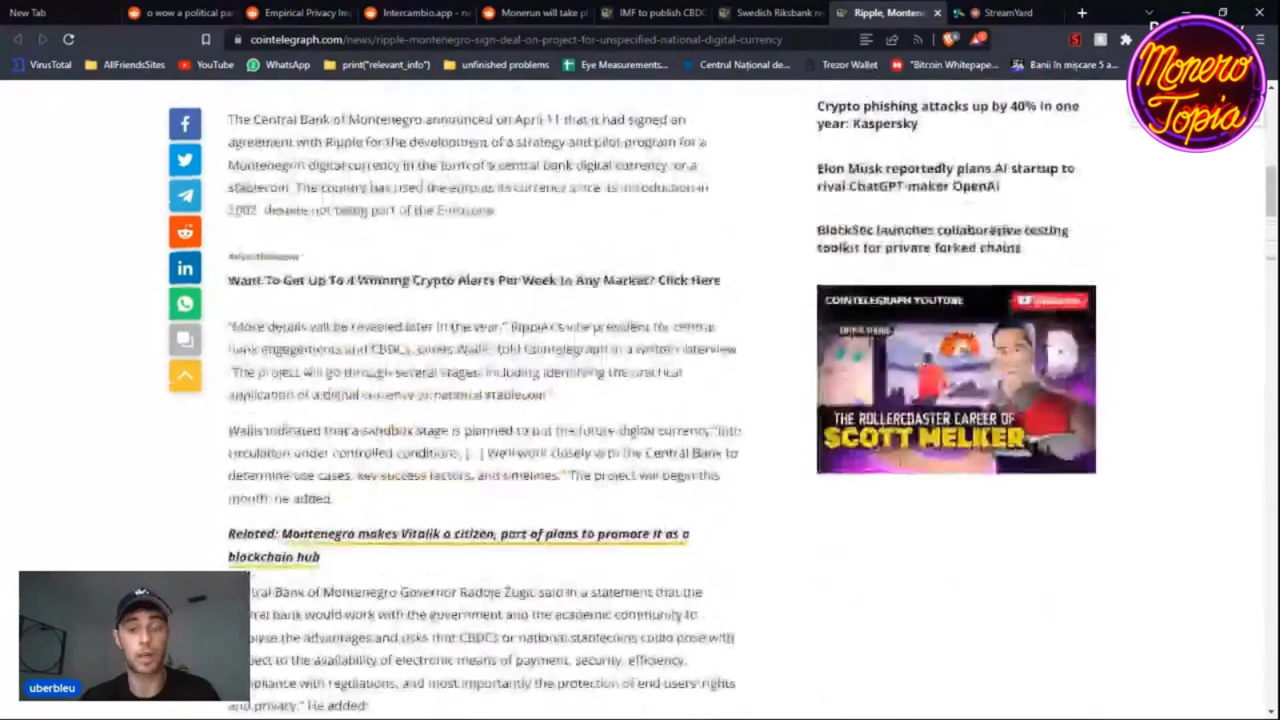 New Tab
o wow a political pa
Empirical Privacy Im
Intercambio.app - ne
Monerun will take pl
IMF to publish CBDC
Swedish Riksbank re
Ripple, Montene
StreamYard
cointelegraph.com/news/ripple-montenegro-sign-deal-on-project-for-unspecified-national-digital-currency
VirusTotal
AllFriendsSites
YouTube
WhatsApp
print("relevant_info")
unfinished problems
Eye Measurements...
Centrul Național de...
Trezor Wallet
"Bitcoin Whitepape...
Banii în mișcare 5 a...
Monero
Topia
The Central Bank of Montenegro announced on April 11 that it had signed an
agreement with Ripple for the development of a strategy and pilot program for a
Montenegrin digital currency in the form of a central bank digital currency or a
stablecoin. The country has used the euro as its currency since its introduction in
2002, despite not being part of the Eurozone.
Want To Get Up To 4 Winning Crypto Alerts Per Week In Any Market? Click Here
"More details will be revealed later in the year," Ripple's vice president for central
bank engagements and CBDCs, James Wallis, told Cointelegraph in a written interview.
"The project will go through several stages, including identifying the practical
application of a digital currency or national stablecoin."
Wallis indicated that a sandbox stage is planned to put the future digital currency "into
circulation under controlled conditions. [...] We'll work closely with the Central Bank to
determine use cases, key success factors, and timelines." The project will begin this
month, he added.
Related: Montenegro makes Vitalik a citizen, part of plans to promote it as a
blockchain hub
tral Bank of Montenegro Governor Radoje Žugić said in a statement that the
ral bank would work with the government and the academic community to
yse the advantages and risks that CBDCs or national stablecoins could pose with
ect to the availability of electronic means of payment, security, efficiency,
mpliance with regulations, and most importantly the protection of end-users' rights
and privacy." He added:
Crypto phishing attacks up by 40% in one
year: Kaspersky
Elon Musk reportedly plans AI startup to
rival ChatGPT-maker OpenAI
BlockSec launches collaborative testing
toolkit for private forked chains
COINTELEGRAPH YOUTUBE
THE ROLLERCOASTER CAREER OF
SCOTT MELKER
uberbleu